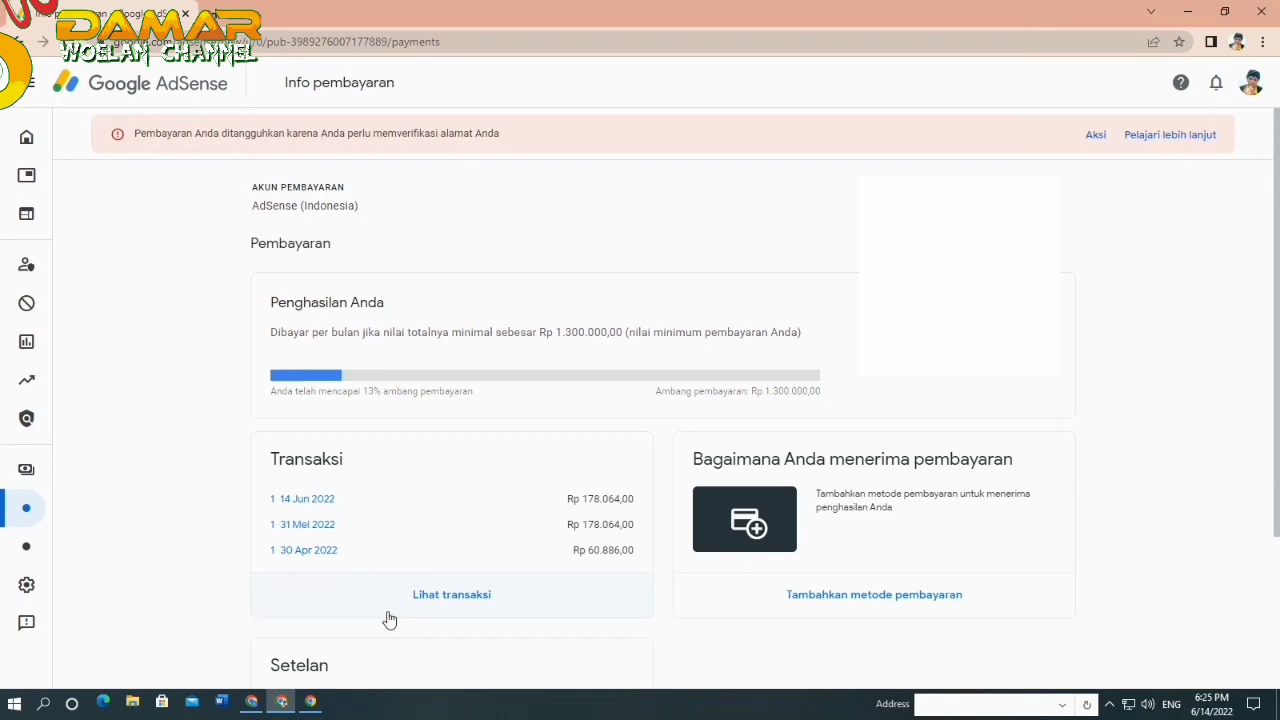 DAMAR
WOELAN CHANNEL
/pub-3989276007177889/payments
Google AdSense
Info pembayaran
Pembayaran Anda ditangguhkan karena Anda perlu memverifikasi alamat Anda
Aksi
Pelajari lebih lanjut
AKUN PEMBAYARAN
AdSense (Indonesia)
Pembayaran
Penghasilan Anda
Dibayar per bulan jika nilai totalnya minimal sebesar Rp 1.300.000,00 (nilai minimum pembayaran Anda)
Anda telah mencapai 13% ambang pembayaran
Ambang pembayaran: Rp 1.300.000,00
Transaksi
1 14 Jun 2022 Rp 178.064,00
1 31 Mei 2022 Rp 178.064,00
1 30 Apr 2022 Rp 60.886,00
Lihat transaksi
Bagaimana Anda menerima pembayaran
Tambahkan metode pembayaran untuk menerima
penghasilan Anda
Tambahkan metode pembayaran
Setelan
Address
ENG
6:25 PM
6/14/2022